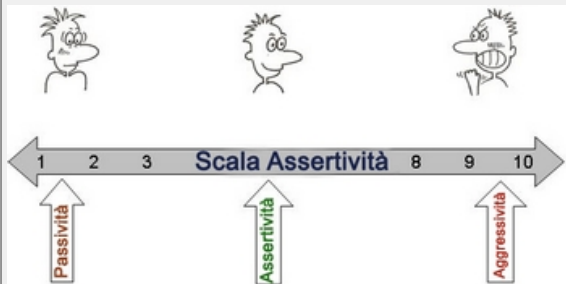 1 2 3 Scala Assertività 8 9 10
Passività
Assertività
Aggressività